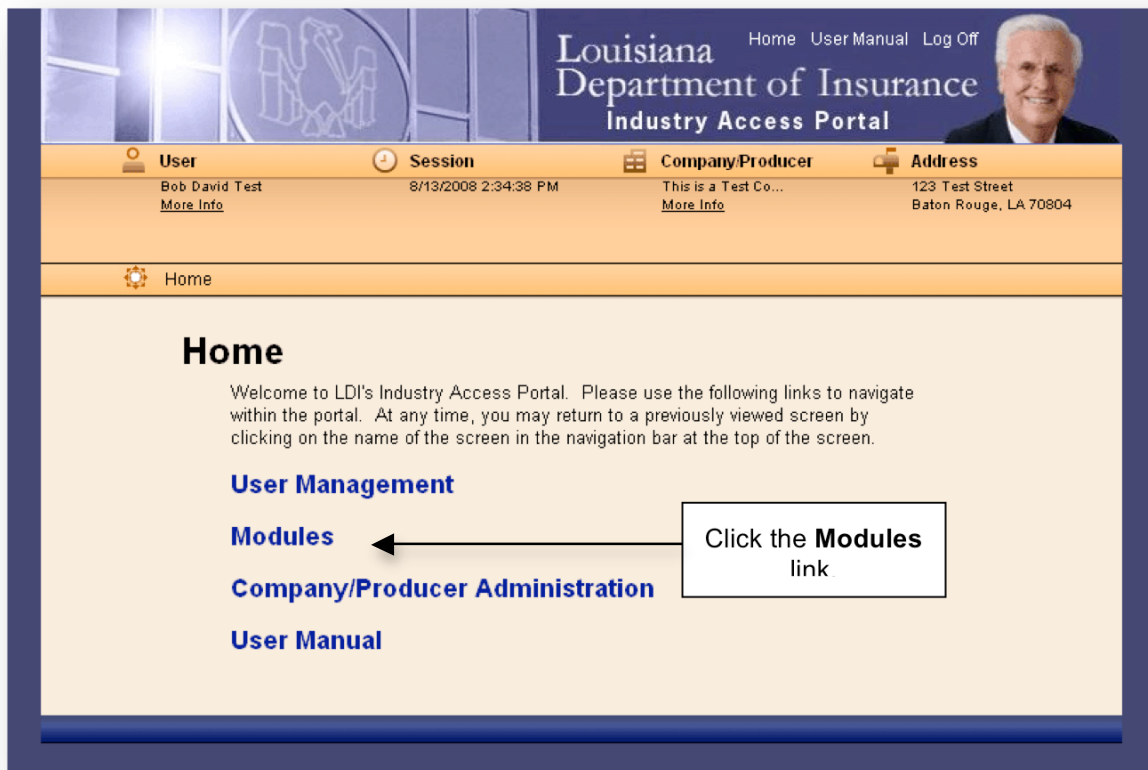 Home User Manual Log Off
Louisiana
Department of Insurance
Industry Access Portal
User Session Company/Producer Address
Bob David Test 8/13/2008 2:34:38 PM This is a Test Co... 123 Test Street
More Info More Info Baton Rouge, LA 70804
Home
Home
Welcome to LDI's Industry Access Portal. Please use the following links to navigate
within the portal. At any time, you may return to a previously viewed screen by
clicking on the name of the screen in the navigation bar at the top of the screen.
User Management
Modules
Click the Modules
link
Company/Producer Administration
User Manual